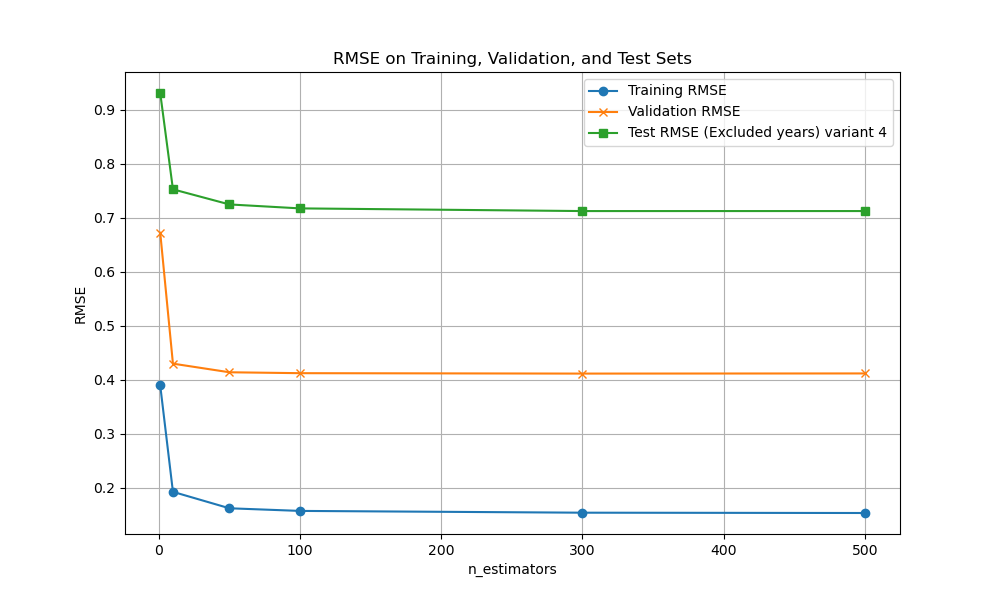 RMSE on Training, Validation, and Test Sets
Training RMSE
Validation RMSE
Test RMSE (Excluded years) variant 4
RMSE
0.9
0.8
0.7
0.6
0.5
0.4
0.3
0.2
0 100 200 300 400 500
n_estimators